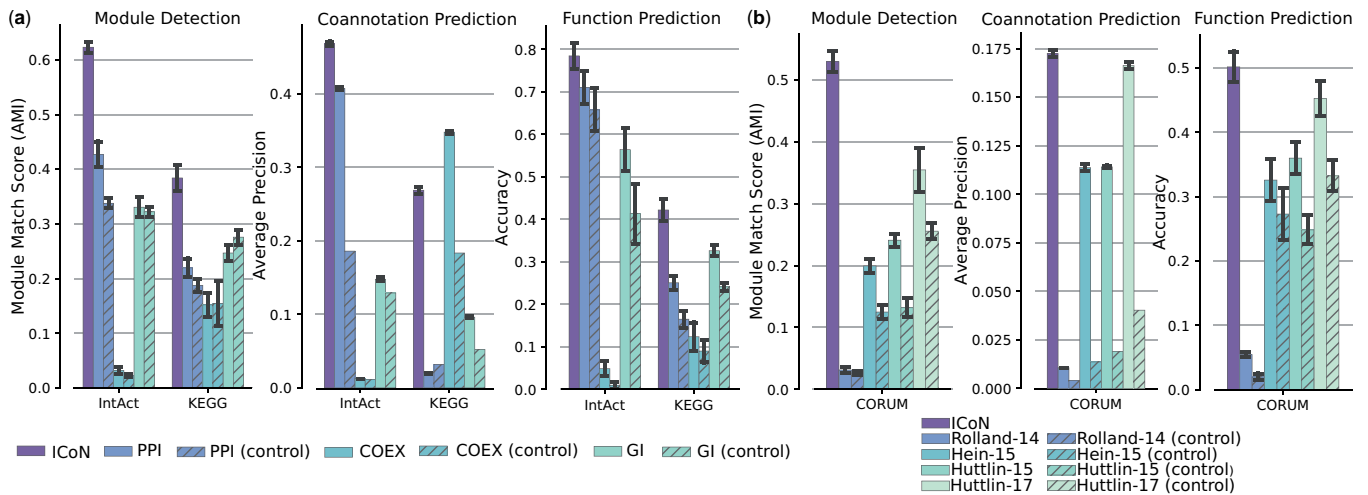 (a)
Module Detection
Module Match Score (AMI)
0.6
0.5
0.4
0.3
0.2
0.1
0.0
IntAct
KEGG
Coannotation Prediction
Average Precision
0.4
0.3
0.2
0.1
0.0
IntAct
KEGG
Function Prediction
Accuracy
0.8
0.7
0.6
0.5
0.4
0.3
0.2
0.1
0.0
IntAct
KEGG
ICoN
PPI
PPI (control)
COEX
COEX (control)
GI
GI (control)
(b)
Module Detection
Module Match Score (AMI)
0.5
0.4
0.3
0.2
0.1
0.0
CORUM
Coannotation Prediction
Average Precision
0.175
0.150
0.125
0.100
0.075
0.050
0.025
0.000
CORUM
Function Prediction
Accuracy
0.5
0.4
0.3
0.2
0.1
0.0
CORUM
ICoN
Rolland-14
Rolland-14 (control)
Hein-15
Hein-15 (control)
Huttlin-15
Huttlin-15 (control)
Huttlin-17
Huttlin-17 (control)